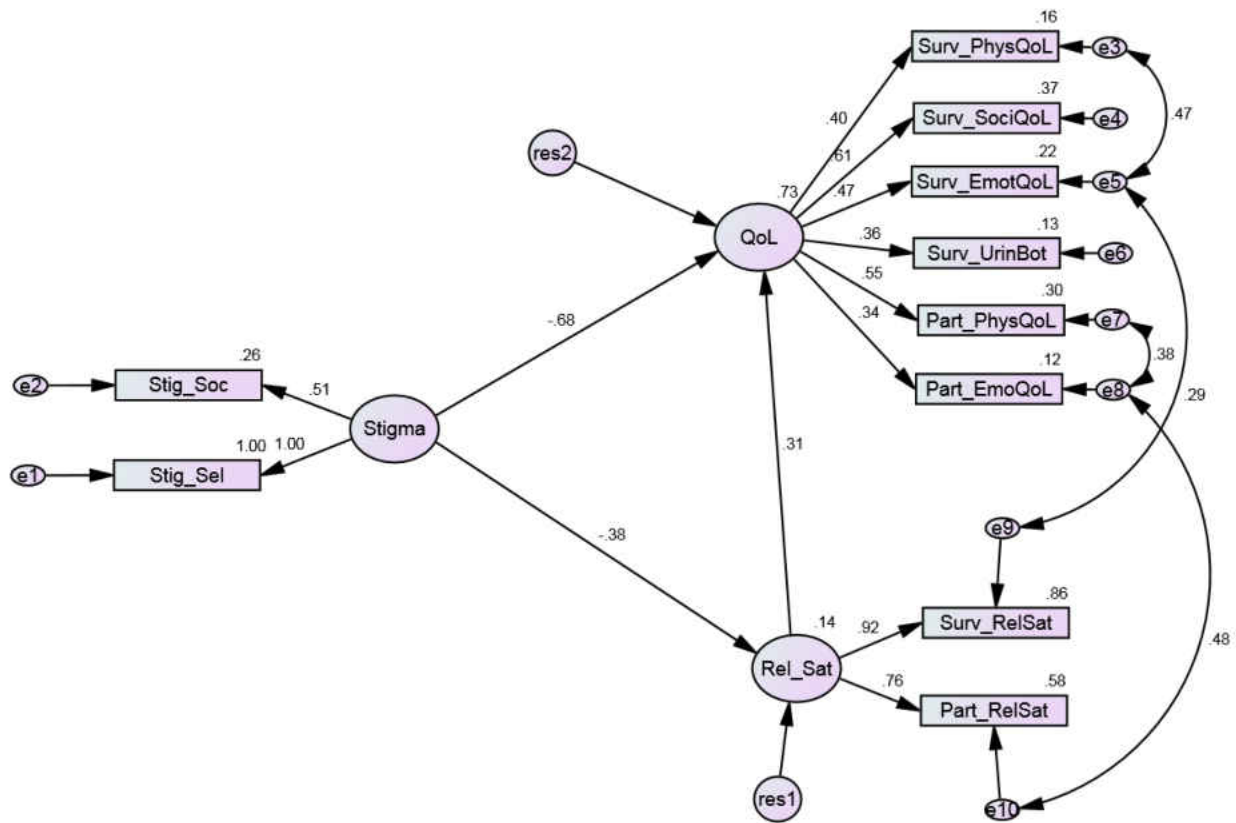 .16
Surv_PhysQoL
e3
.37
.40
Surv_SociQoL
e4
.47
res2
.61
.22
Surv_EmotQoL
e5
.73
.47
QoL
.36
.13
Surv_UrinBot
e6
.55
.30
Part_PhysQoL
e7
-.68
.34
.38
.12
Part_EmoQoL
e8
.29
.26
e2
Stig_Soc
.51
Stigma
.31
1.00
1.00
e1
Stig_Sel
-.38
e9
.86
.14
.92
Surv_RelSat
.48
Rel_Sat
.76
.58
Part_RelSat
res1
e10